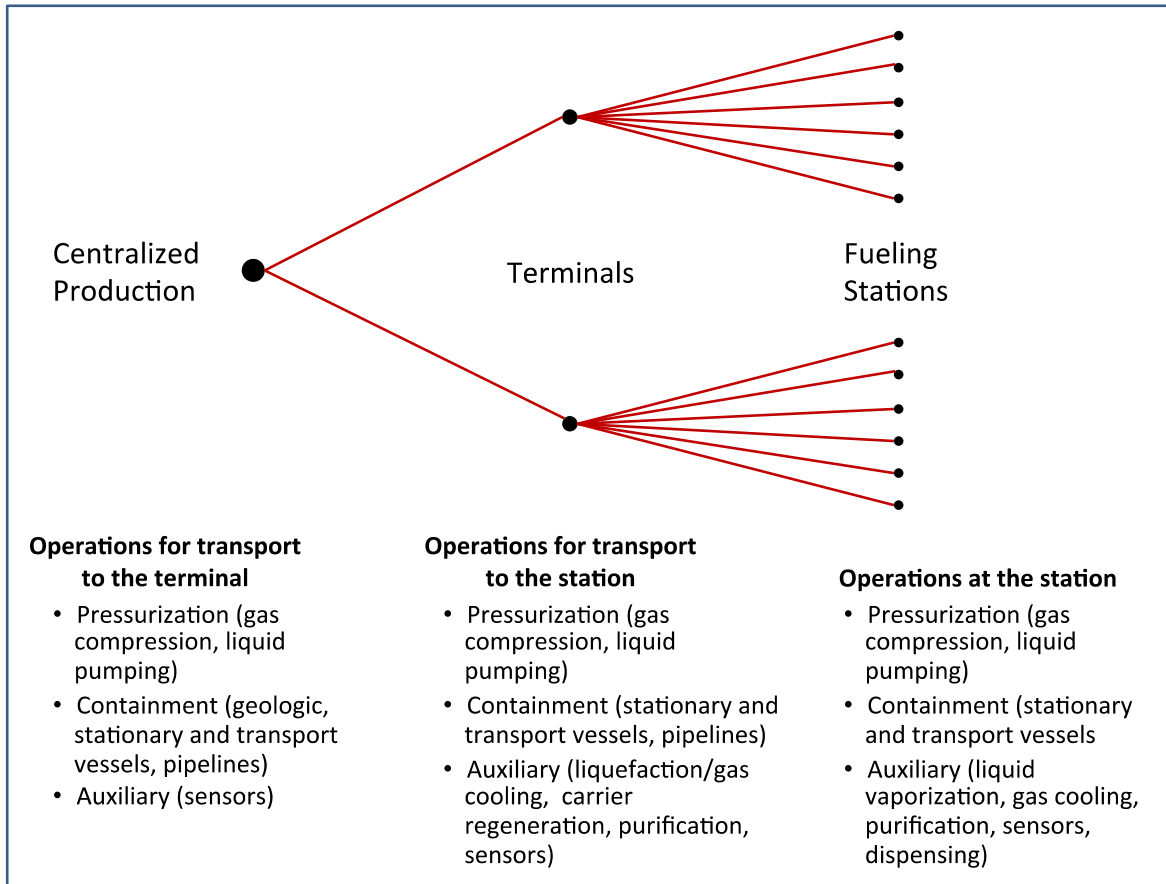 Centralized
Production
Terminals
Fueling
Stations
Operations for transport
to the terminal
• Pressurization (gas
compression, liquid
pumping)
• Containment (geologic,
stationary and transport
vessels, pipelines)
• Auxiliary (sensors)
Operations for transport
to the station
• Pressurization (gas
compression, liquid
pumping)
• Containment (stationary and
transport vessels, pipelines)
• Auxiliary (liquefaction/gas
cooling, carrier
regeneration, purification,
sensors)
Operations at the station
• Pressurization (gas
compression, liquid
pumping)
• Containment (stationary
and transport vessels
• Auxiliary (liquid
vaporization, gas cooling,
purification, sensors,
dispensing)